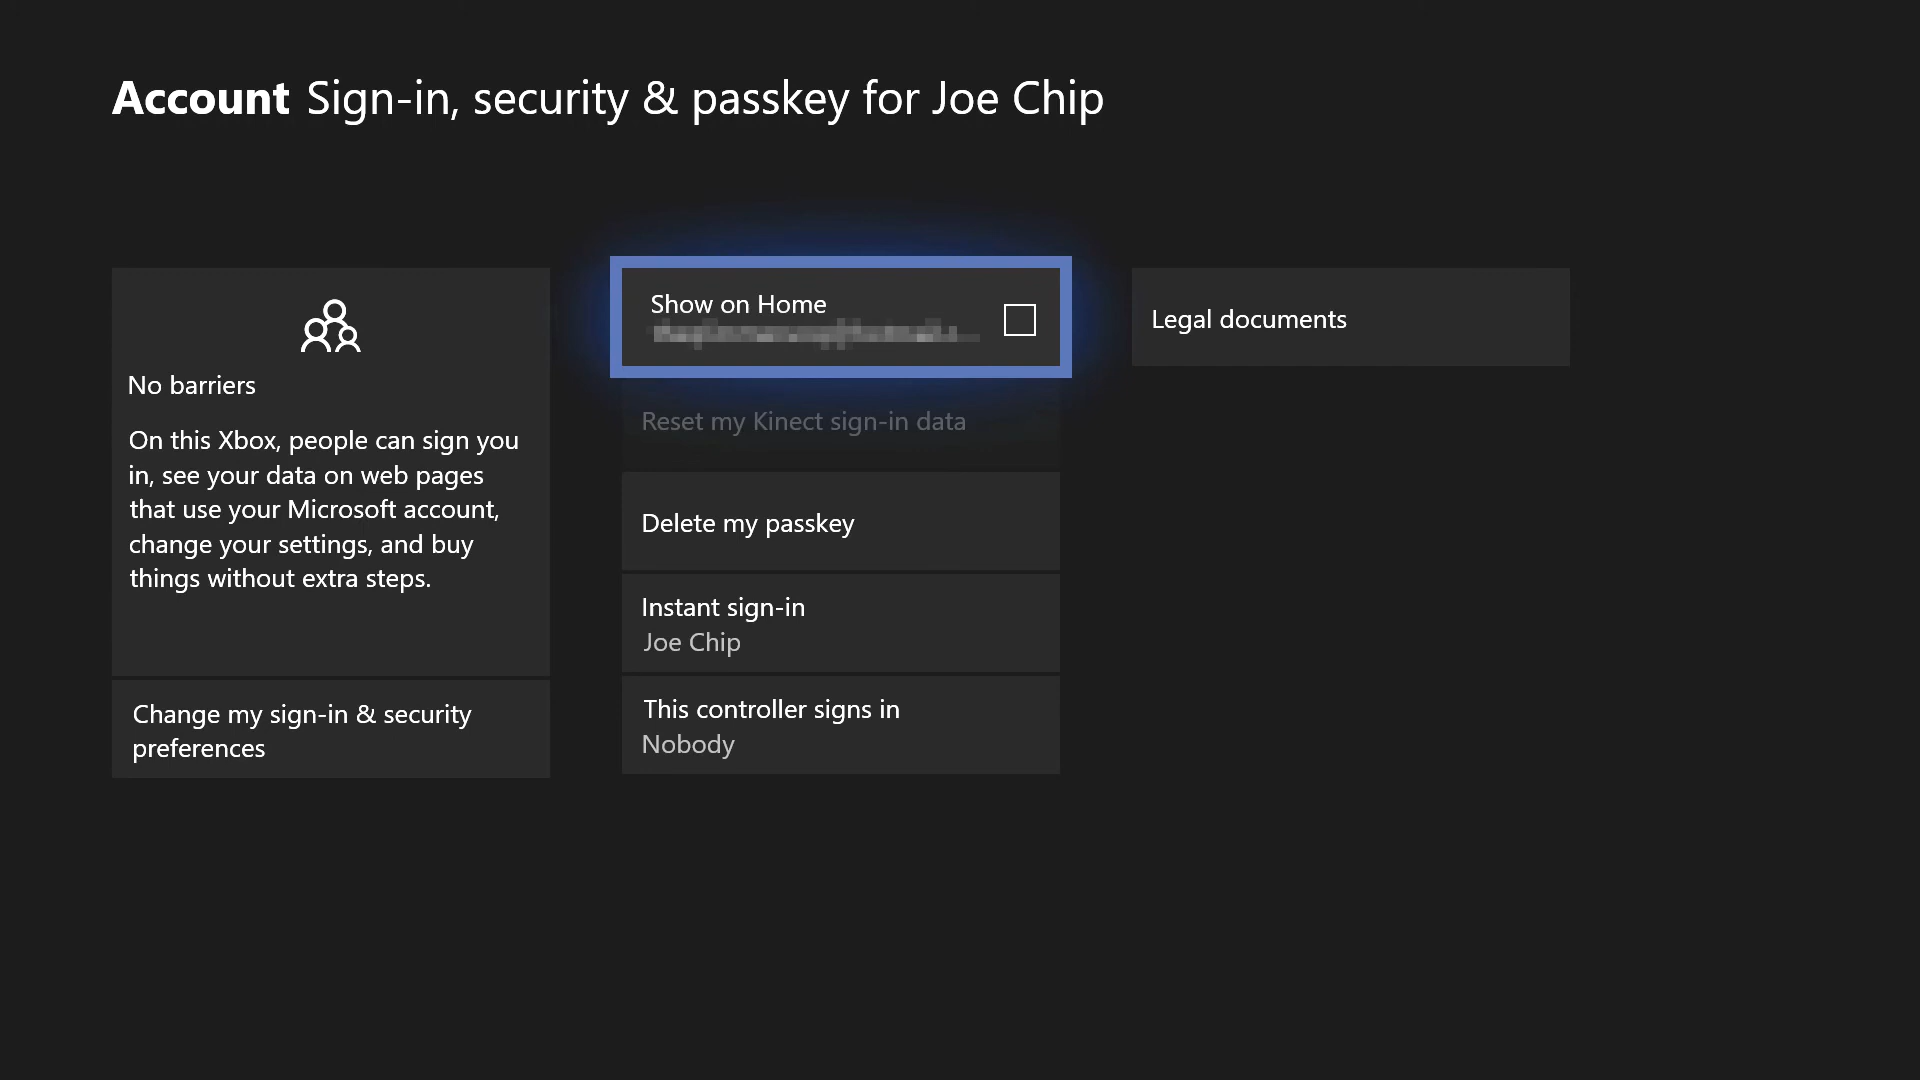 Account Sign-in, security & passkey for Joe Chip
No barriers
On this Xbox, people can sign you
in, see your data on web pages
that use your Microsoft account,
change your settings, and buy
things without extra steps.
Change my sign-in & security
preferences
Show on Home
Reset my Kinect sign-in data
Delete my passkey
Instant sign-in
Joe Chip
This controller signs in
Nobody
Legal documents